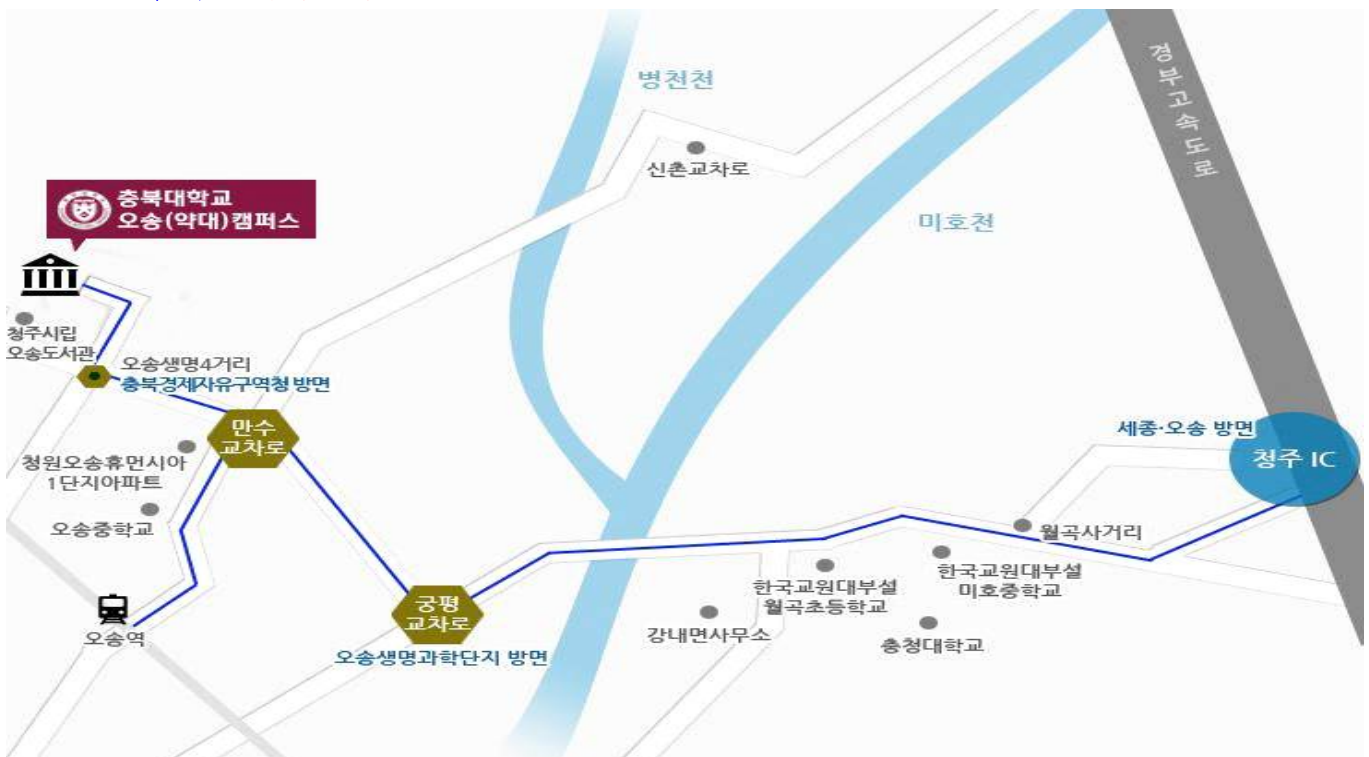 병천천
경부고속도로
신촌교차로
미호천
충북대학교
오송(약대)캠퍼스
청주시립
오송도서관
오송생명4거리
충북경제자유구역청 방면
만수
교차로
청원오송휴먼시아
1단지아파트
오송중학교
오송역
궁평
교차로
오송생명과학단지 방면
세종·오송 방면
청주 IC
월곡사거리
한국교원대부설
미호중학교
한국교원대부설
월곡초등학교
강내면사무소
충청대학교